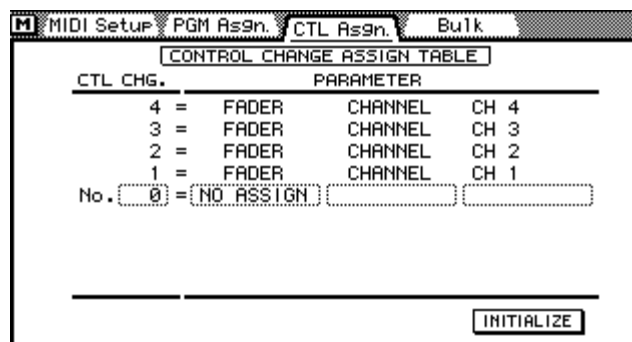 M MIDI Setup PGM Asgn. CTL Asgn. Bulk
CONTROL CHANGE ASSIGN TABLE
CTL CHG. PARAMETER
4 = FADER CHANNEL CH 4
3 = FADER CHANNEL CH 3
2 = FADER CHANNEL CH 2
1 = FADER CHANNEL CH 1
No. 0 = NO ASSIGN
INITIALIZE